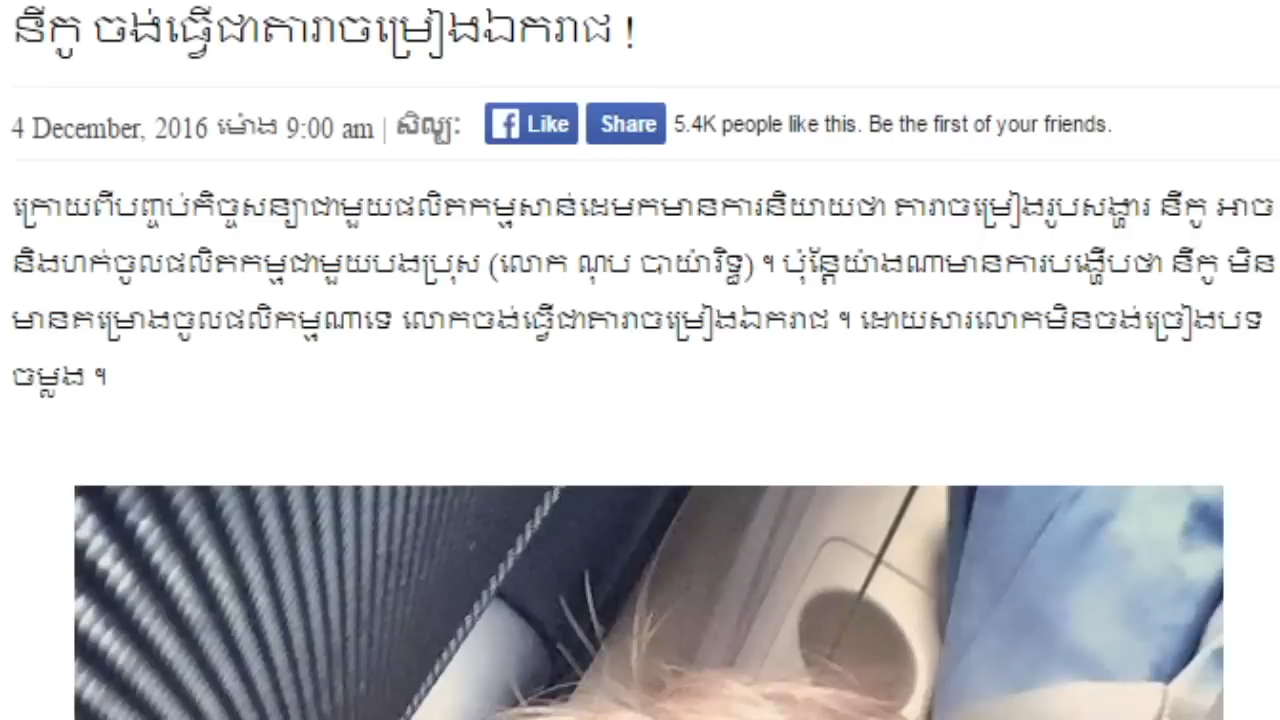 នីកូ ចង់ធ្វើជាតារាចម្រៀងឯករាជ !
4 December, 2016 ម៉ោង 9:00 am | សិល្បៈ
Like Share 5.4K people like this. Be the first of your friends.
ក្រោយពីបញ្ចប់កិច្ចសន្យាជាមួយផលិតកម្មសាន់ដេមកមានការនិយាយថា តារាចម្រៀងរូបសង្ហារ នីកូ អាច
និងហក់ចូលផលិតកម្មជាមួយបងប្រុស (លោក ណុប បាយ៉ារិទ្ធ) ។ ប៉ុន្តែយ៉ាងណាមានការបង្ហើបថា នីកូ មិន
មានគម្រោងចូលផលិកម្មណាទេ លោកចង់ធ្វើជាតារាចម្រៀងឯករាជ ។ ដោយសារលោកមិនចង់ច្រៀងបទ
ចម្លង ។